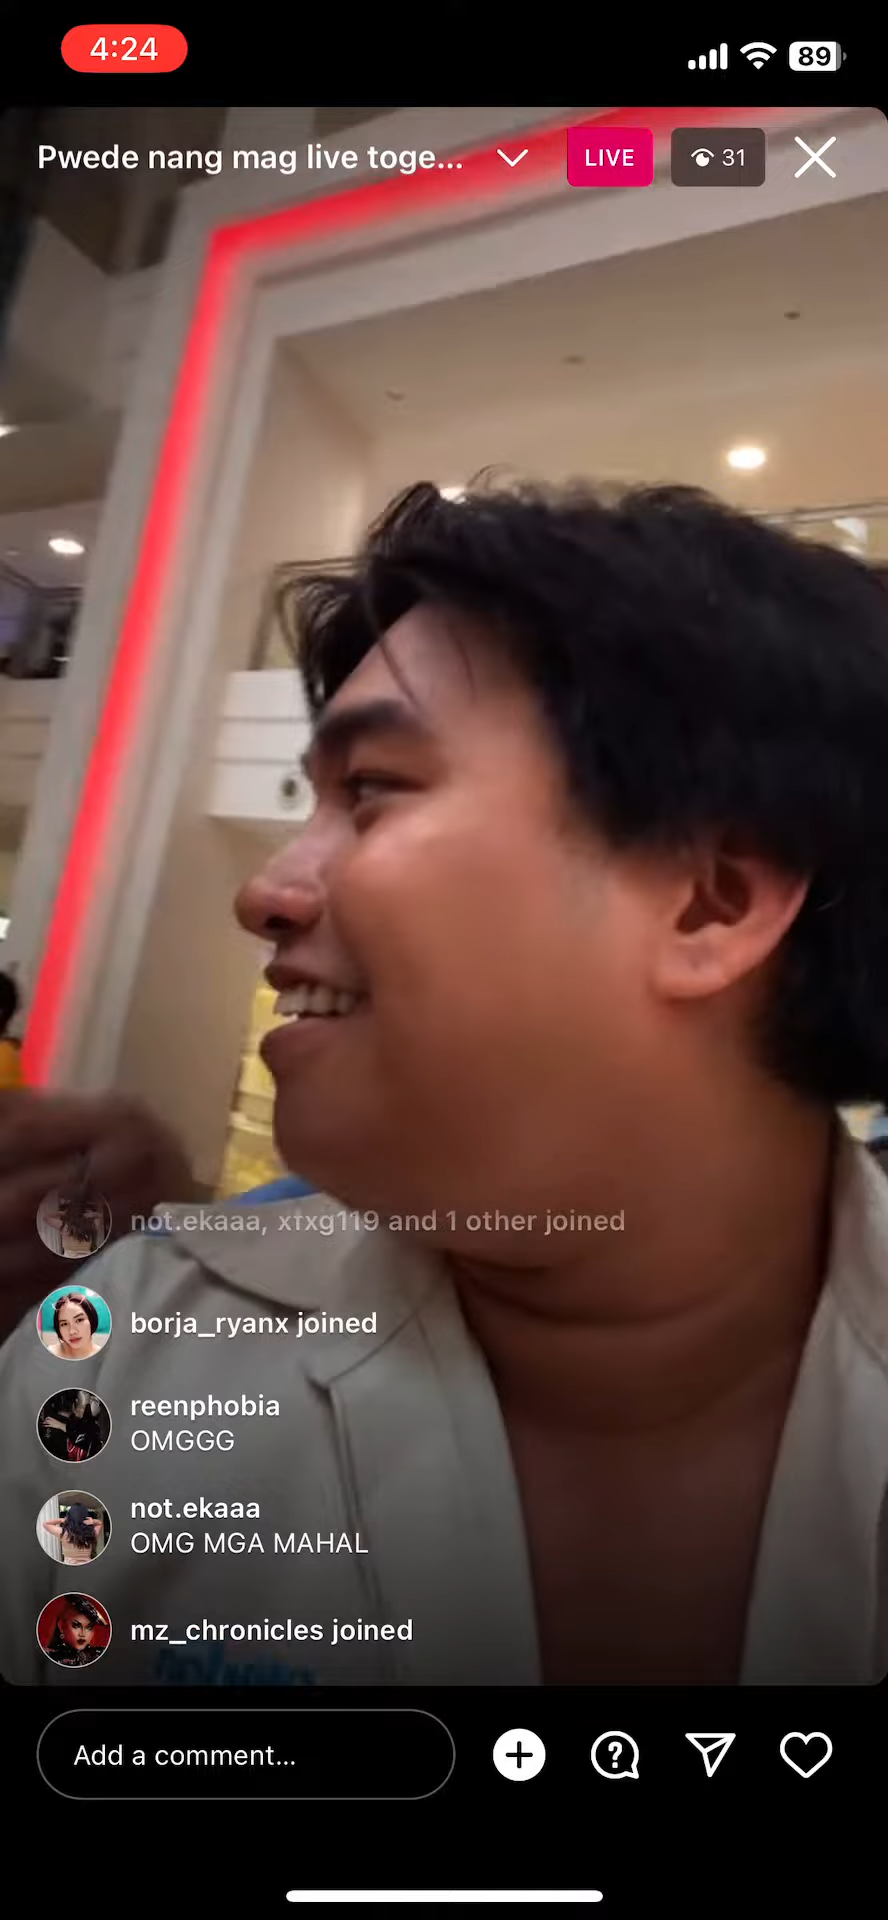 4:24
89
Pwede nang mag live toge...
LIVE
31
not.ekaaa, xfxg119 and 1 other joined
borja_ryanx joined
reenphobia
OMGGG
not.ekaaa
OMG MGA MAHAL
mz_chronicles joined
Add a comment...